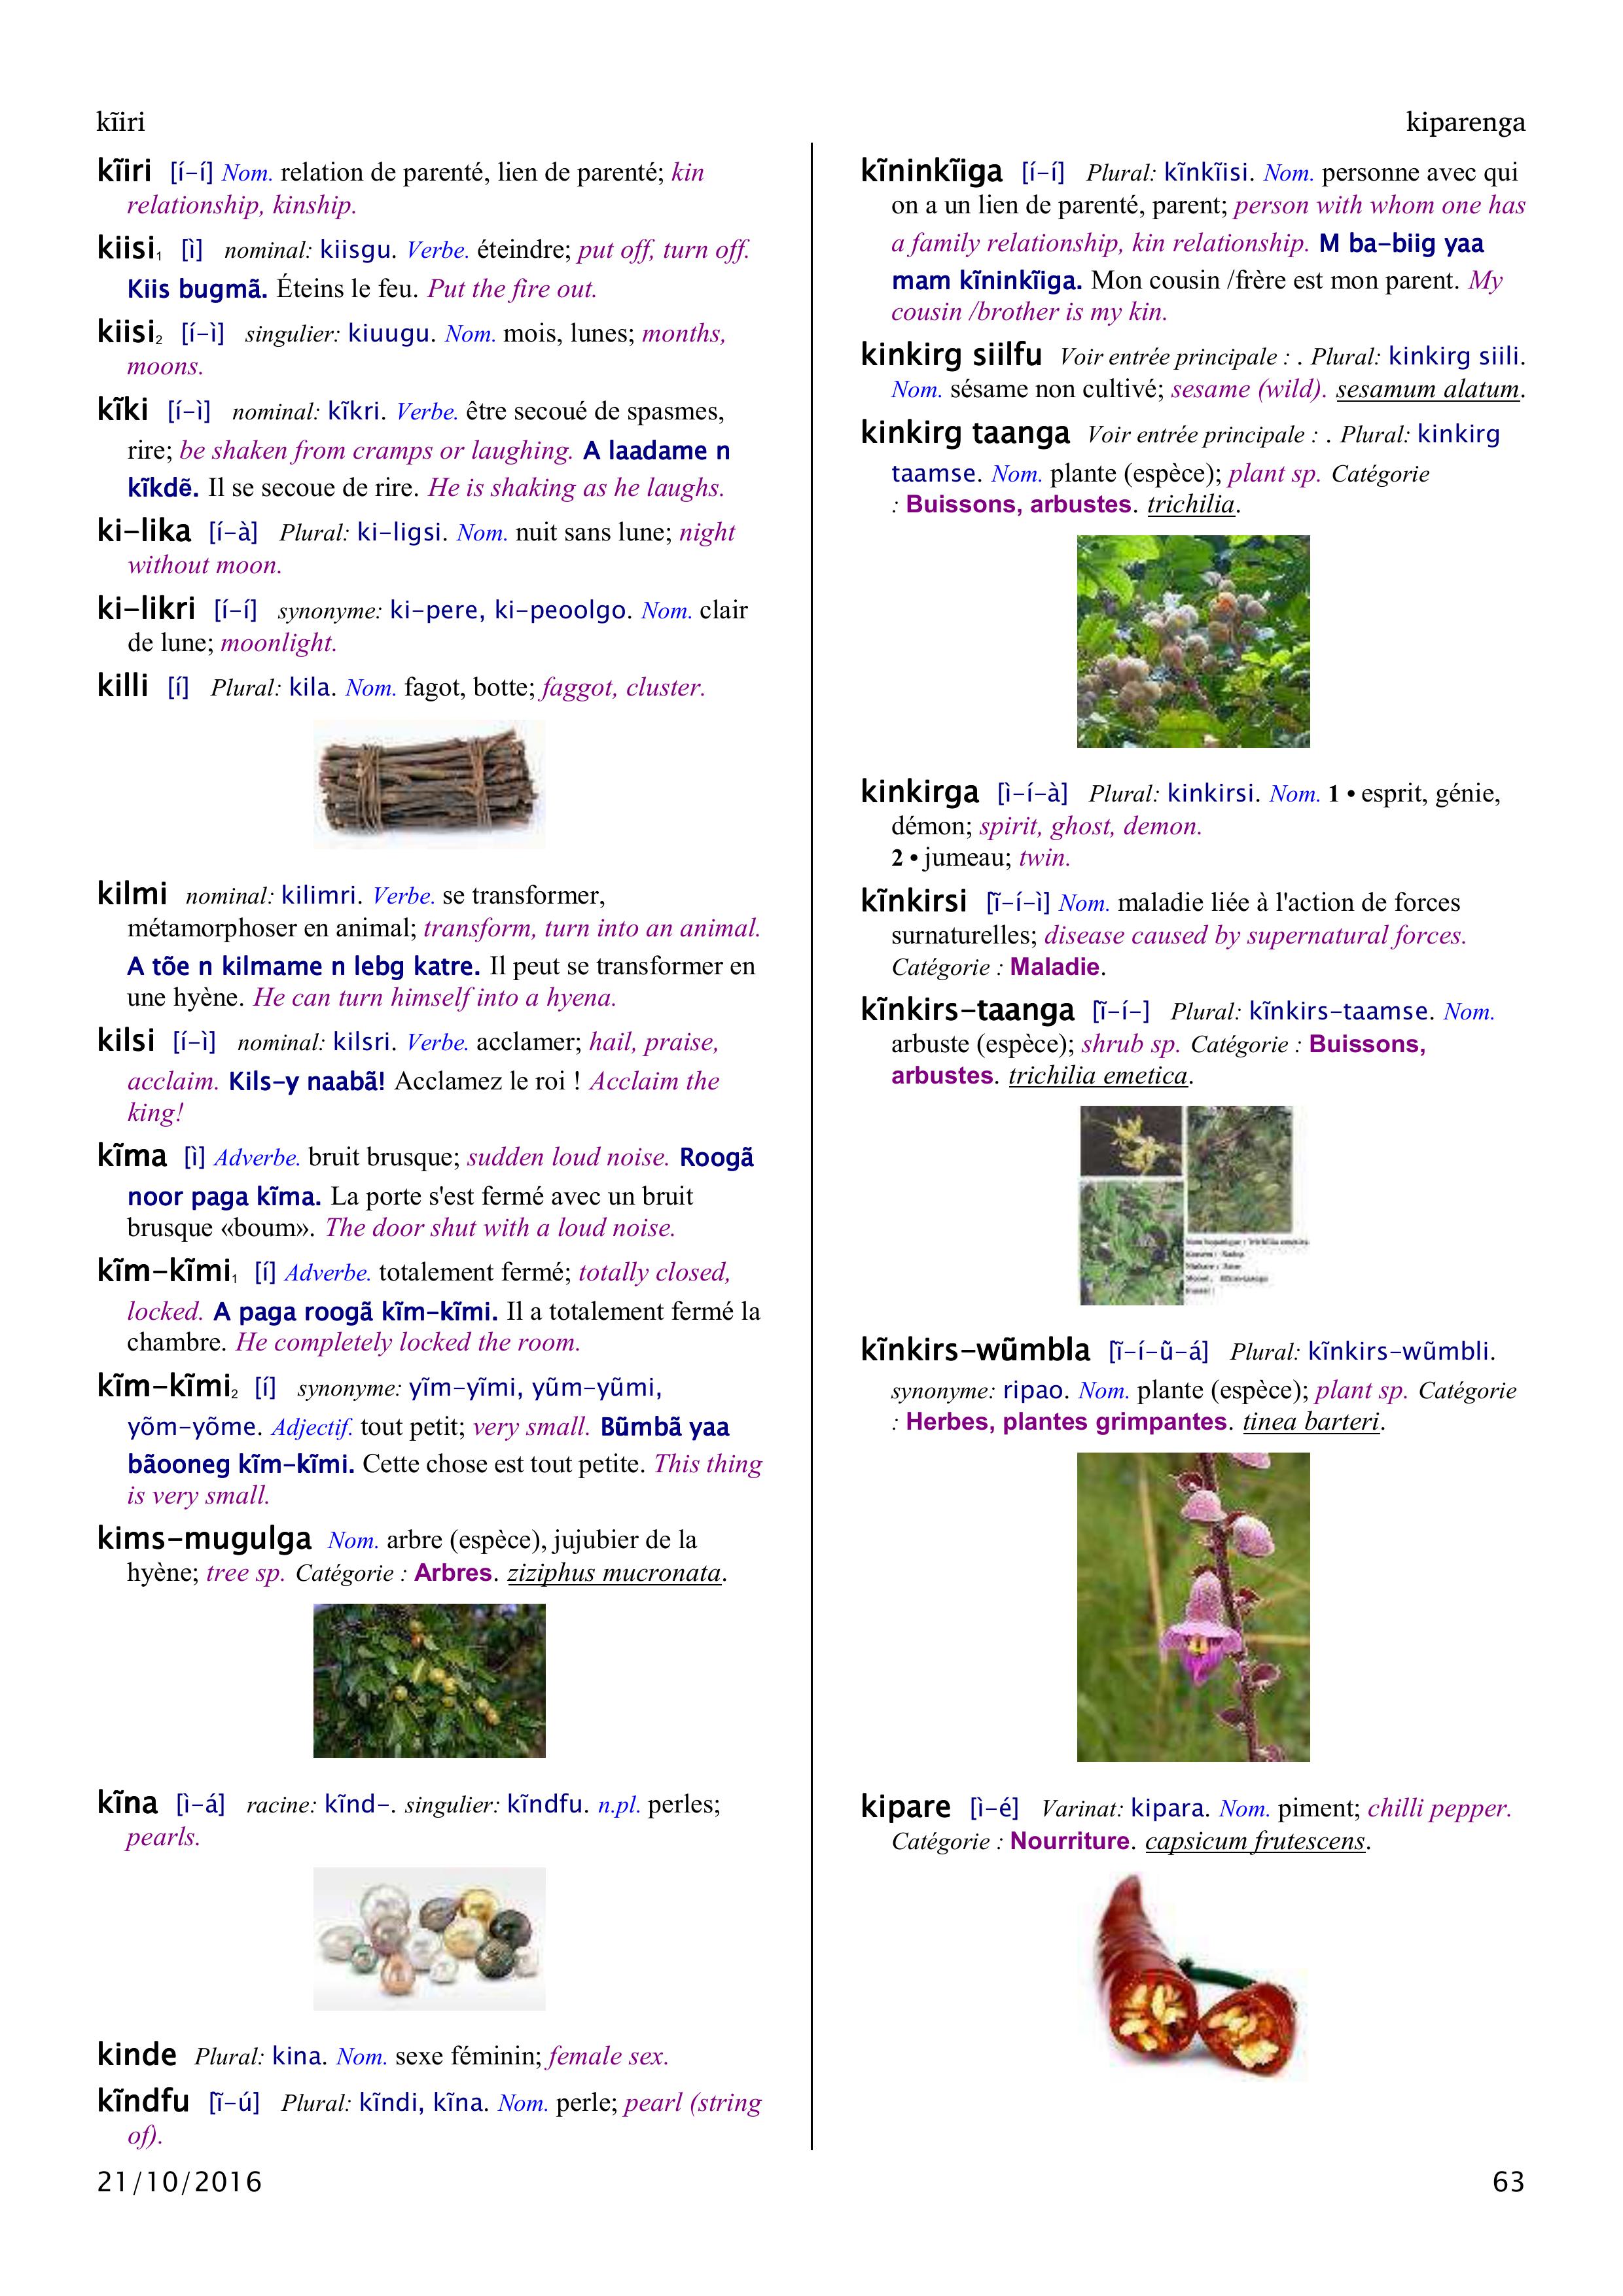 kĩiri
kiparenga
kĩiri [í-í] Nom. relation de parenté, lien de parenté; kin
relationship, kinship.
kiisi₁ [ì] nominal: kiisgu. Verbe. éteindre; put off, turn off.
Kiis bugmã. Éteins le feu. Put the fire out.
kiisi₂ [í-ì] singulier: kiuugu. Nom. mois, lunes; months,
moons.
kĩki [í-ì] nominal: kĩkri. Verbe. être secoué de spasmes,
rire; be shaken from cramps or laughing. A laadame n
kĩkdẽ. Il se secoue de rire. He is shaking as he laughs.
ki-lika [í-à] Plural: ki-ligsi. Nom. nuit sans lune; night
without moon.
ki-likri [í-í] synonyme: ki-pere, ki-peoolgo. Nom. clair
de lune; moonlight.
killi [í] Plural: kila. Nom. fagot, botte; faggot, cluster.
kilmi nominal: kilimri. Verbe. se transformer,
métamorphoser en animal; transform, turn into an animal.
A tõe n kilmame n lebg katre. Il peut se transformer en
une hyène. He can turn himself into a hyena.
kilsi [í-ì] nominal: kilsri. Verbe. acclamer; hail, praise,
acclaim. Kils-y naabã! Acclamez le roi ! Acclaim the
king!
kĩma [ì] Adverbe. bruit brusque; sudden loud noise. Roogã
noor paga kĩma. La porte s'est fermé avec un bruit
brusque «boum». The door shut with a loud noise.
kĩm-kĩmi₁ [í] Adverbe. totalement fermé; totally closed,
locked. A paga roogã kĩm-kĩmi. Il a totalement fermé la
chambre. He completely locked the room.
kĩm-kĩmi₂ [í] synonyme: yĩm-yĩmi, yũm-yũmi,
yõm-yõme. Adjectif. tout petit; very small. Bũmbã yaa
bãooneg kĩm-kĩmi. Cette chose est tout petite. This thing
is very small.
kims-mugulga Nom. arbre (espèce), jujubier de la
hyène; tree sp. Catégorie : Arbres. ziziphus mucronata.
kĩna [ì-á] racine: kĩnd-. singulier: kĩndfu. n.pl. perles;
pearls.
kinde Plural: kina. Nom. sexe féminin; female sex.
kĩndfu [ĩ-ú] Plural: kĩndi, kĩna. Nom. perle; pearl (string
of).
kĩninkĩiga [í-í] Plural: kĩnkĩisi. Nom. personne avec qui
on a un lien de parenté, parent; person with whom one has
a family relationship, kin relationship. M ba-biig yaa
mam kĩninkĩiga. Mon cousin /frère est mon parent. My
cousin /brother is my kin.
kinkirg siilfu Voir entrée principale : . Plural: kinkirg siili.
Nom. sésame non cultivé; sesame (wild). sesamum alatum.
kinkirg taanga Voir entrée principale : . Plural: kinkirg
taamse. Nom. plante (espèce); plant sp. Catégorie
: Buissons, arbustes. trichilia.
kinkirga [ì-í-à] Plural: kinkirsi. Nom. 1 • esprit, génie,
démon; spirit, ghost, demon.
2 • jumeau; twin.
kĩnkirsi [ĩ-í-ì] Nom. maladie liée à l'action de forces
surnaturelles; disease caused by supernatural forces.
Catégorie : Maladie.
kĩnkirs-taanga [ĩ-í-] Plural: kĩnkirs-taamse. Nom.
arbuste (espèce); shrub sp. Catégorie : Buissons,
arbustes. trichilia emetica.
kĩnkirs-wũmbla [ĩ-í-ũ-á] Plural: kĩnkirs-wũmbli.
synonyme: ripao. Nom. plante (espèce); plant sp. Catégorie
: Herbes, plantes grimpantes. tinea barteri.
kipare [ì-é] Varinat: kipara. Nom. piment; chilli pepper.
Catégorie : Nourriture. capsicum frutescens.
21/10/2016
63